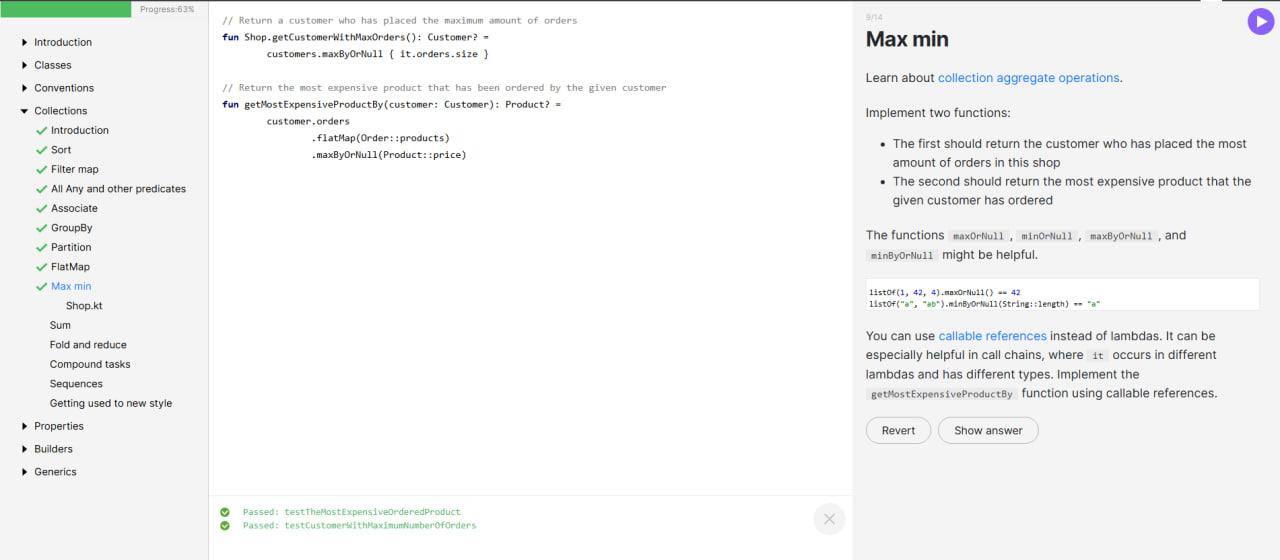 Progress:63%
Introduction
Classes
Conventions
Collections
Introduction
Sort
Filter map
All Any and other predicates
Associate
GroupBy
Partition
FlatMap
Max min
Shop.kt
Sum
Fold and reduce
Compound tasks
Sequences
Getting used to new style
Properties
Builders
Generics
// Return a customer who has placed the maximum amount of orders
fun Shop.getCustomerWithMaxOrders(): Customer? =
customers.maxByOrNull { it.orders.size }
// Return the most expensive product that has been ordered by the given customer
fun getMostExpensiveProductBy(customer: Customer): Product? =
customer.orders
.flatMap(Order::products)
.maxByOrNull(Product::price)
Passed: testTheMostExpensiveOrderedProduct
Passed: testCustomerWithMaximumNumberOfOrders
9/14
Max min
Learn about collection aggregate operations.
Implement two functions:
• The first should return the customer who has placed the most
amount of orders in this shop
• The second should return the most expensive product that the
given customer has ordered
The functions maxOrNull , minOrNull , maxByOrNull , and
minByOrNull might be helpful.
listOf(1, 42, 4).maxOrNull() == 42
listOf("a", "ab").minByOrNull(String::length) == "a"
You can use callable references instead of lambdas. It can be
especially helpful in call chains, where it occurs in different
lambdas and has different types. Implement the
getMostExpensiveProductBy function using callable references.
Revert
Show answer